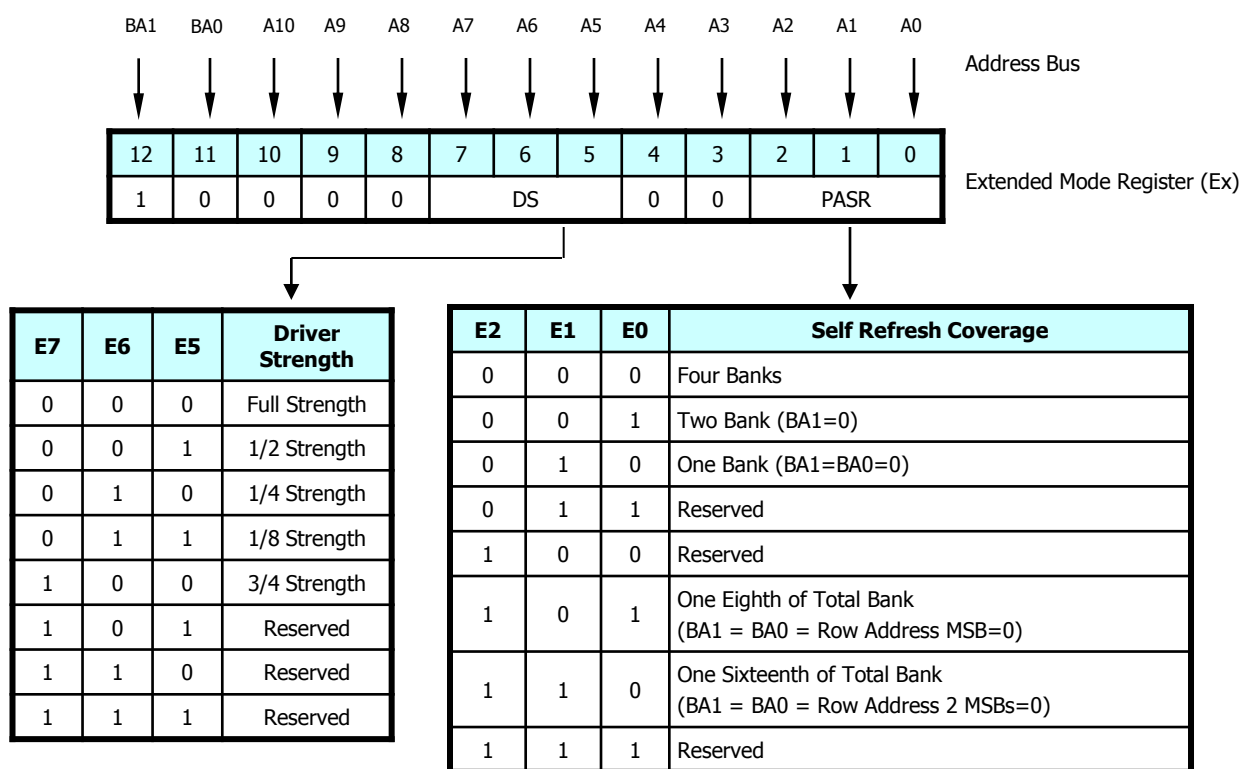 BA1 BA0 A10 A9 A8 A7 A6 A5 A4 A3 A2 A1 A0
Address Bus
12 11 10 9 8 7 6 5 4 3 2 1 0
Extended Mode Register (Ex)
1 0 0 0 0 DS 0 0 PASR
E7 E6 E5 Driver
Strength
0 0 0 Full Strength
0 0 1 1/2 Strength
0 1 0 1/4 Strength
0 1 1 1/8 Strength
1 0 0 3/4 Strength
1 0 1 Reserved
1 1 0 Reserved
1 1 1 Reserved
E2 E1 E0 Self Refresh Coverage
0 0 0 Four Banks
0 0 1 Two Bank (BA1=0)
0 1 0 One Bank (BA1=BA0=0)
0 1 1 Reserved
1 0 0 Reserved
1 0 1 One Eighth of Total Bank
(BA1 = BA0 = Row Address MSB=0)
1 1 0 One Sixteenth of Total Bank
(BA1 = BA0 = Row Address 2 MSBs=0)
1 1 1 Reserved